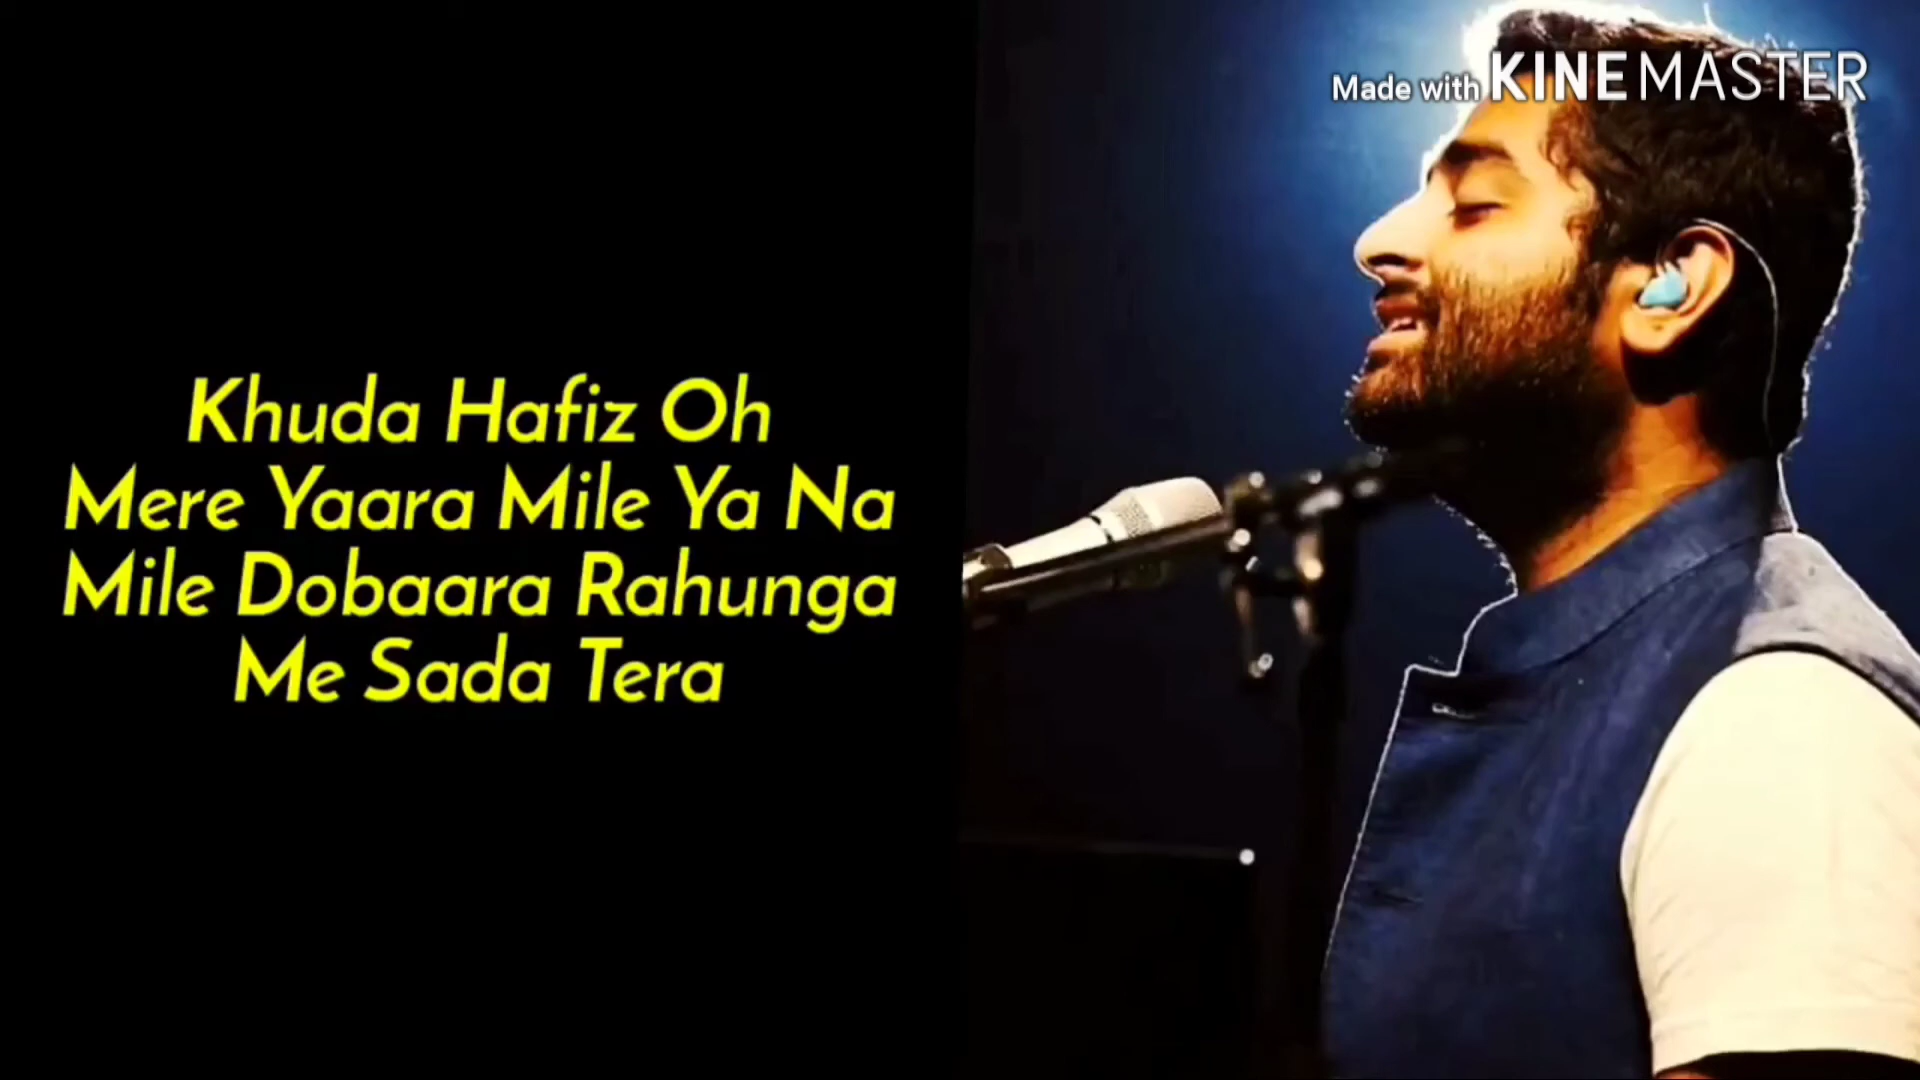 Made with KINEMASTER
Khuda Hafiz Oh
Mere Yaara Mile Ya Na
Mile Dobaara Rahunga
Me Sada Tera